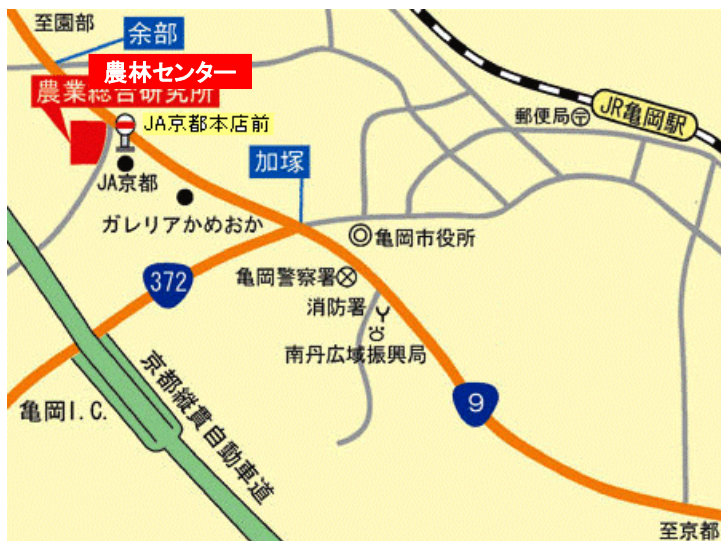 至園部
余部
農林センター
農業総合研究所
JA京都本店前
JA京都
ガレリアかめおか
加塚
郵便局〒
JR亀岡駅
亀岡市役所
372
亀岡警察署
消防署
南丹広域振興局
亀岡I.C.
京都縦貫自動車道
9
至京都